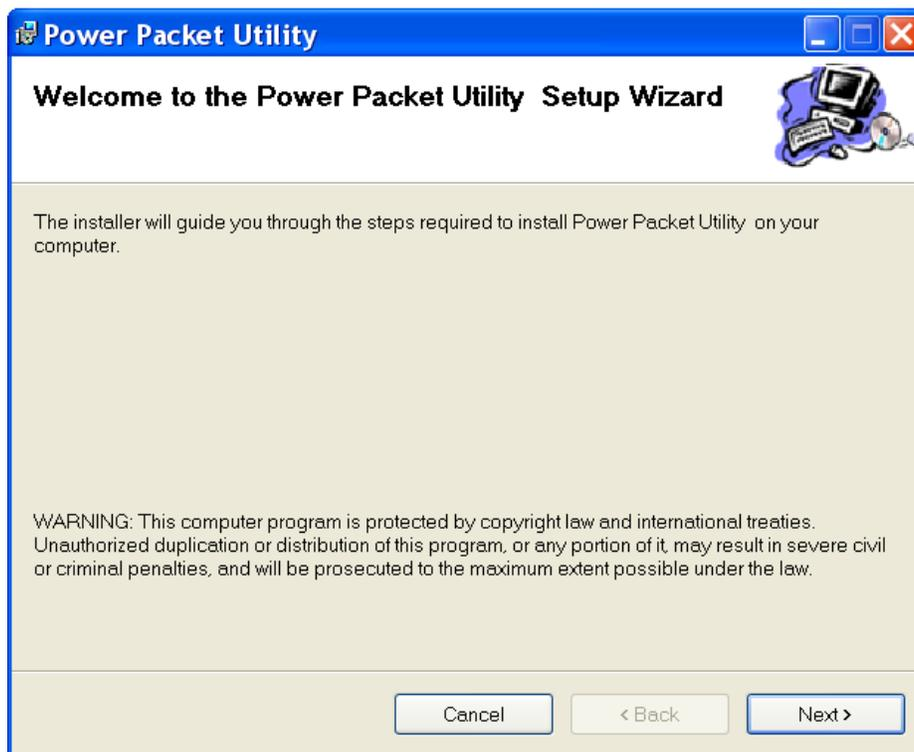 Power Packet Utility
Welcome to the Power Packet Utility  Setup Wizard
The installer will guide you through the steps required to install Power Packet Utility  on your
computer.
WARNING: This computer program is protected by copyright law and international treaties.
Unauthorized duplication or distribution of this program, or any portion of it, may result in severe civil
or criminal penalties, and will be prosecuted to the maximum extent possible under the law.
Cancel
< Back
Next >